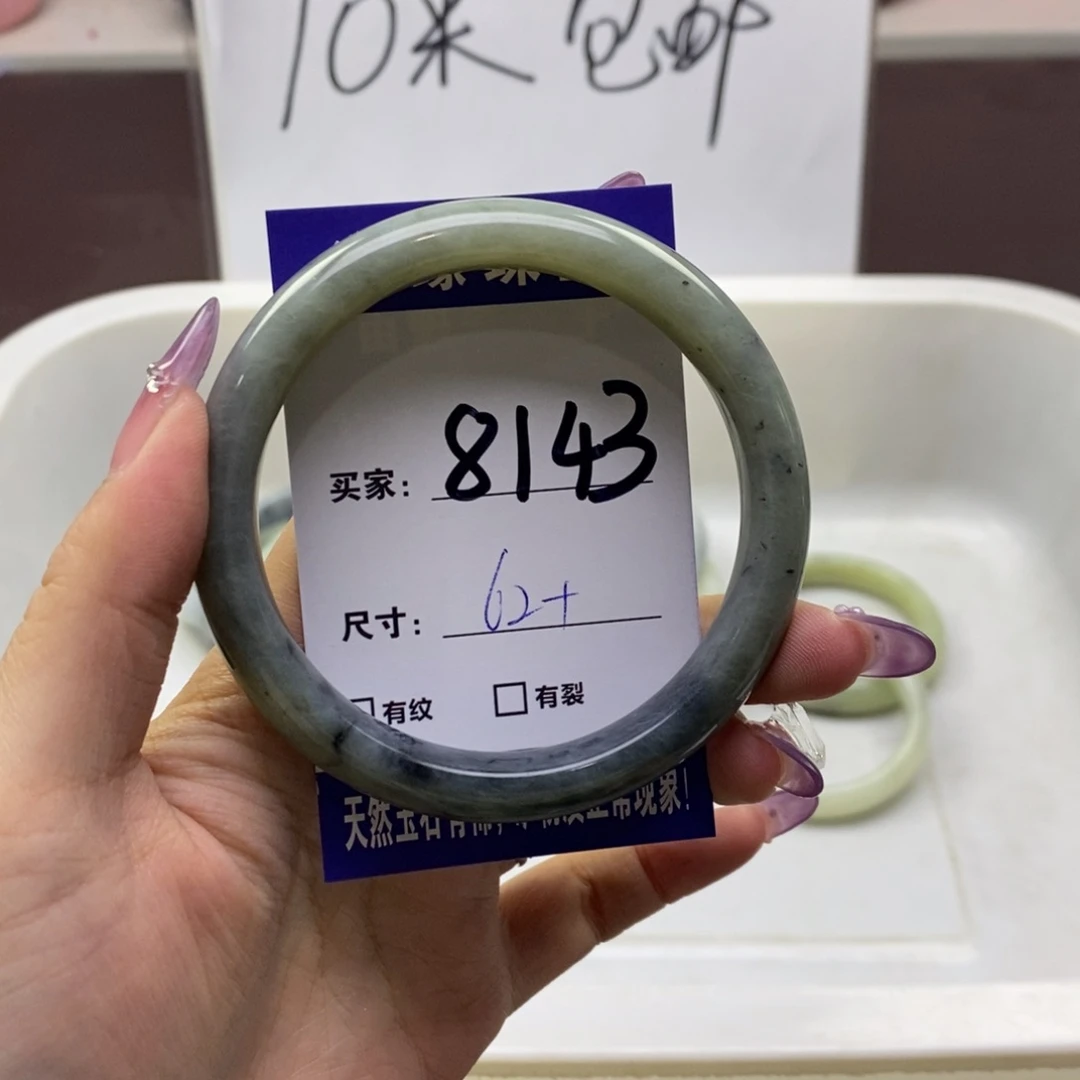 10米 包邮
买家: 8143
尺寸: 62+
有纹 有裂
天然玉石有